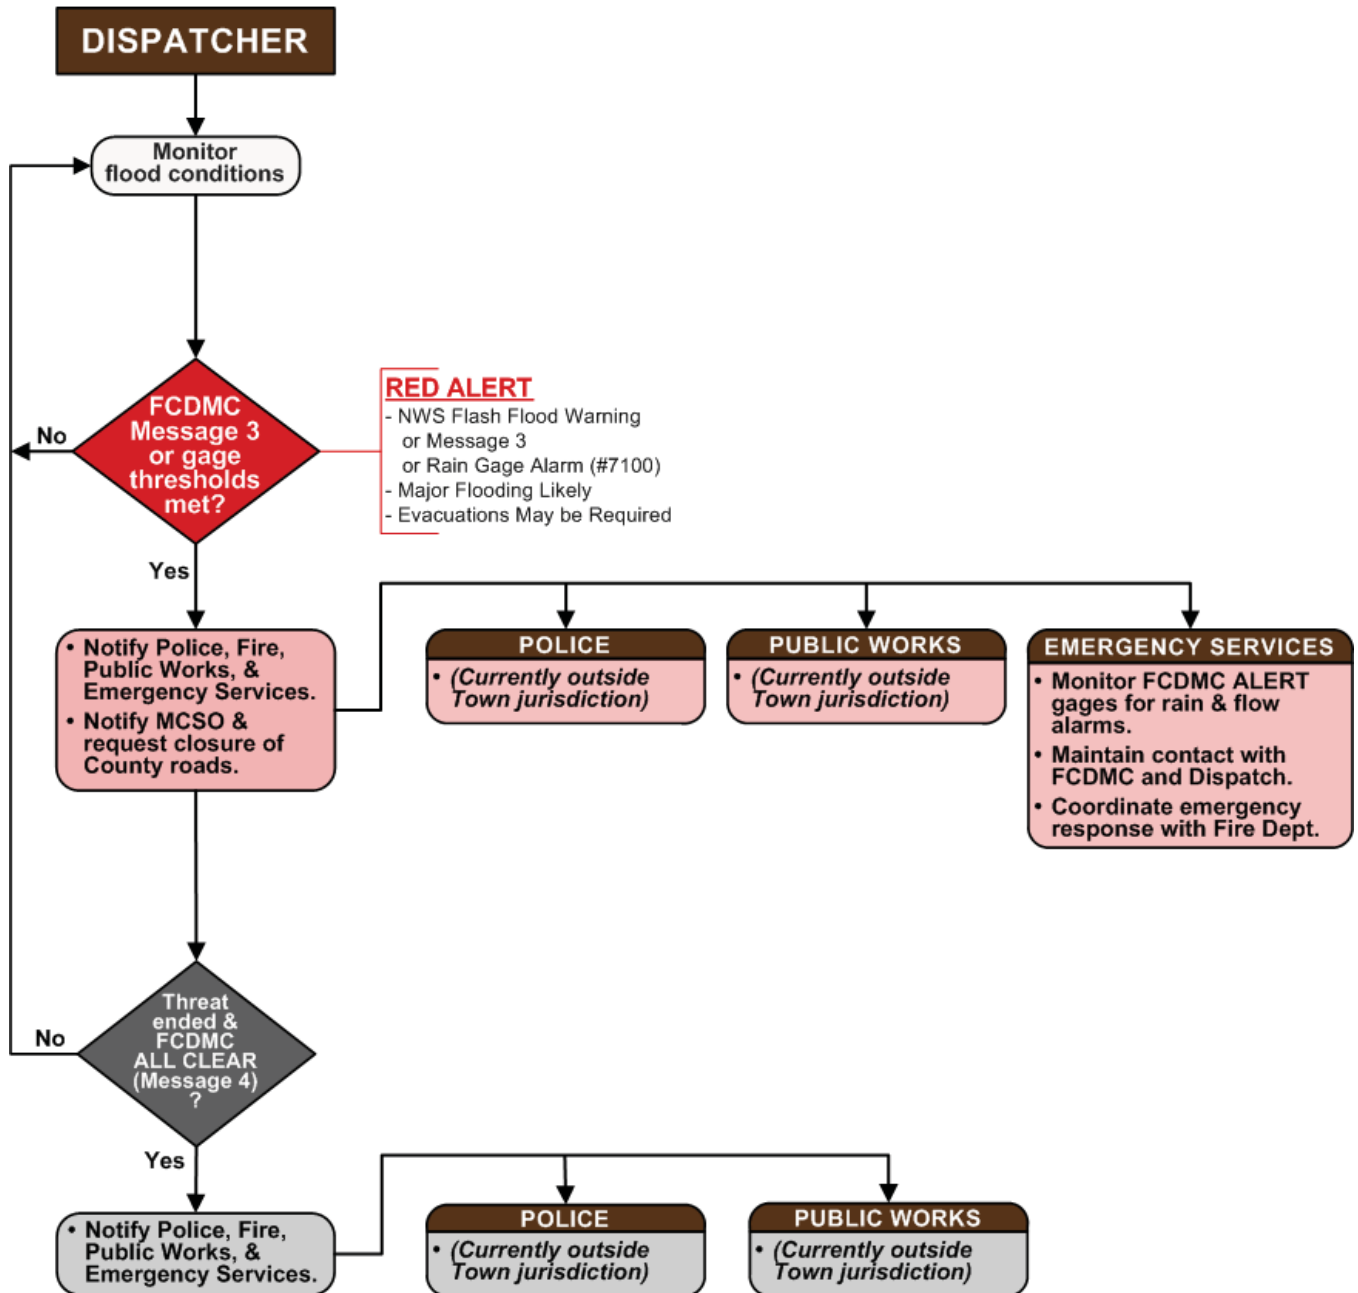 DISPATCHER
Monitor
flood conditions
FCDMC
Message 3
or gage
thresholds
met?
No
RED ALERT
- NWS Flash Flood Warning
or Message 3
or Rain Gage Alarm (#7100)
- Major Flooding Likely
- Evacuations May be Required
Yes
• Notify Police, Fire,
Public Works, &
Emergency Services.
• Notify MCSO &
request closure of
County roads.
POLICE
• (Currently outside
Town jurisdiction)
PUBLIC WORKS
• (Currently outside
Town jurisdiction)
EMERGENCY SERVICES
• Monitor FCDMC ALERT
gages for rain & flow
alarms.
• Maintain contact with
FCDMC and Dispatch.
• Coordinate emergency
response with Fire Dept.
Threat
ended &
FCDMC
ALL CLEAR
(Message 4)
?
No
Yes
• Notify Police, Fire,
Public Works, &
Emergency Services.
POLICE
• (Currently outside
Town jurisdiction)
PUBLIC WORKS
• (Currently outside
Town jurisdiction)